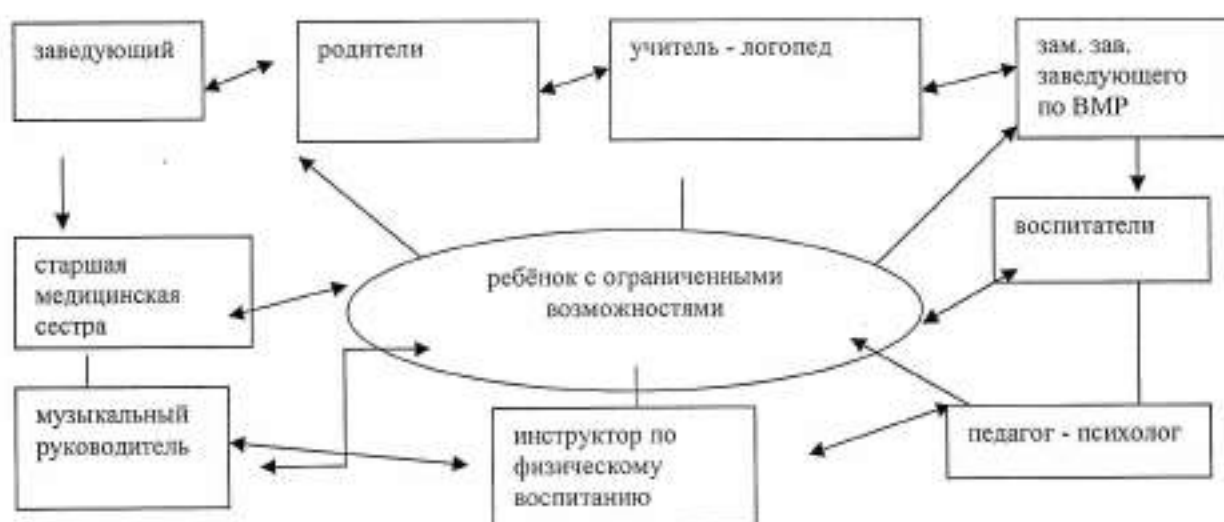 заведующий
родители
учитель - логопед
зам. зав.
заведующего
по ВМР
воспитатели
старшая
медицинская
сестра
ребёнок с ограниченными
возможностями
музыкальный
руководитель
инструктор по
физическому
воспитанию
педагог - психолог